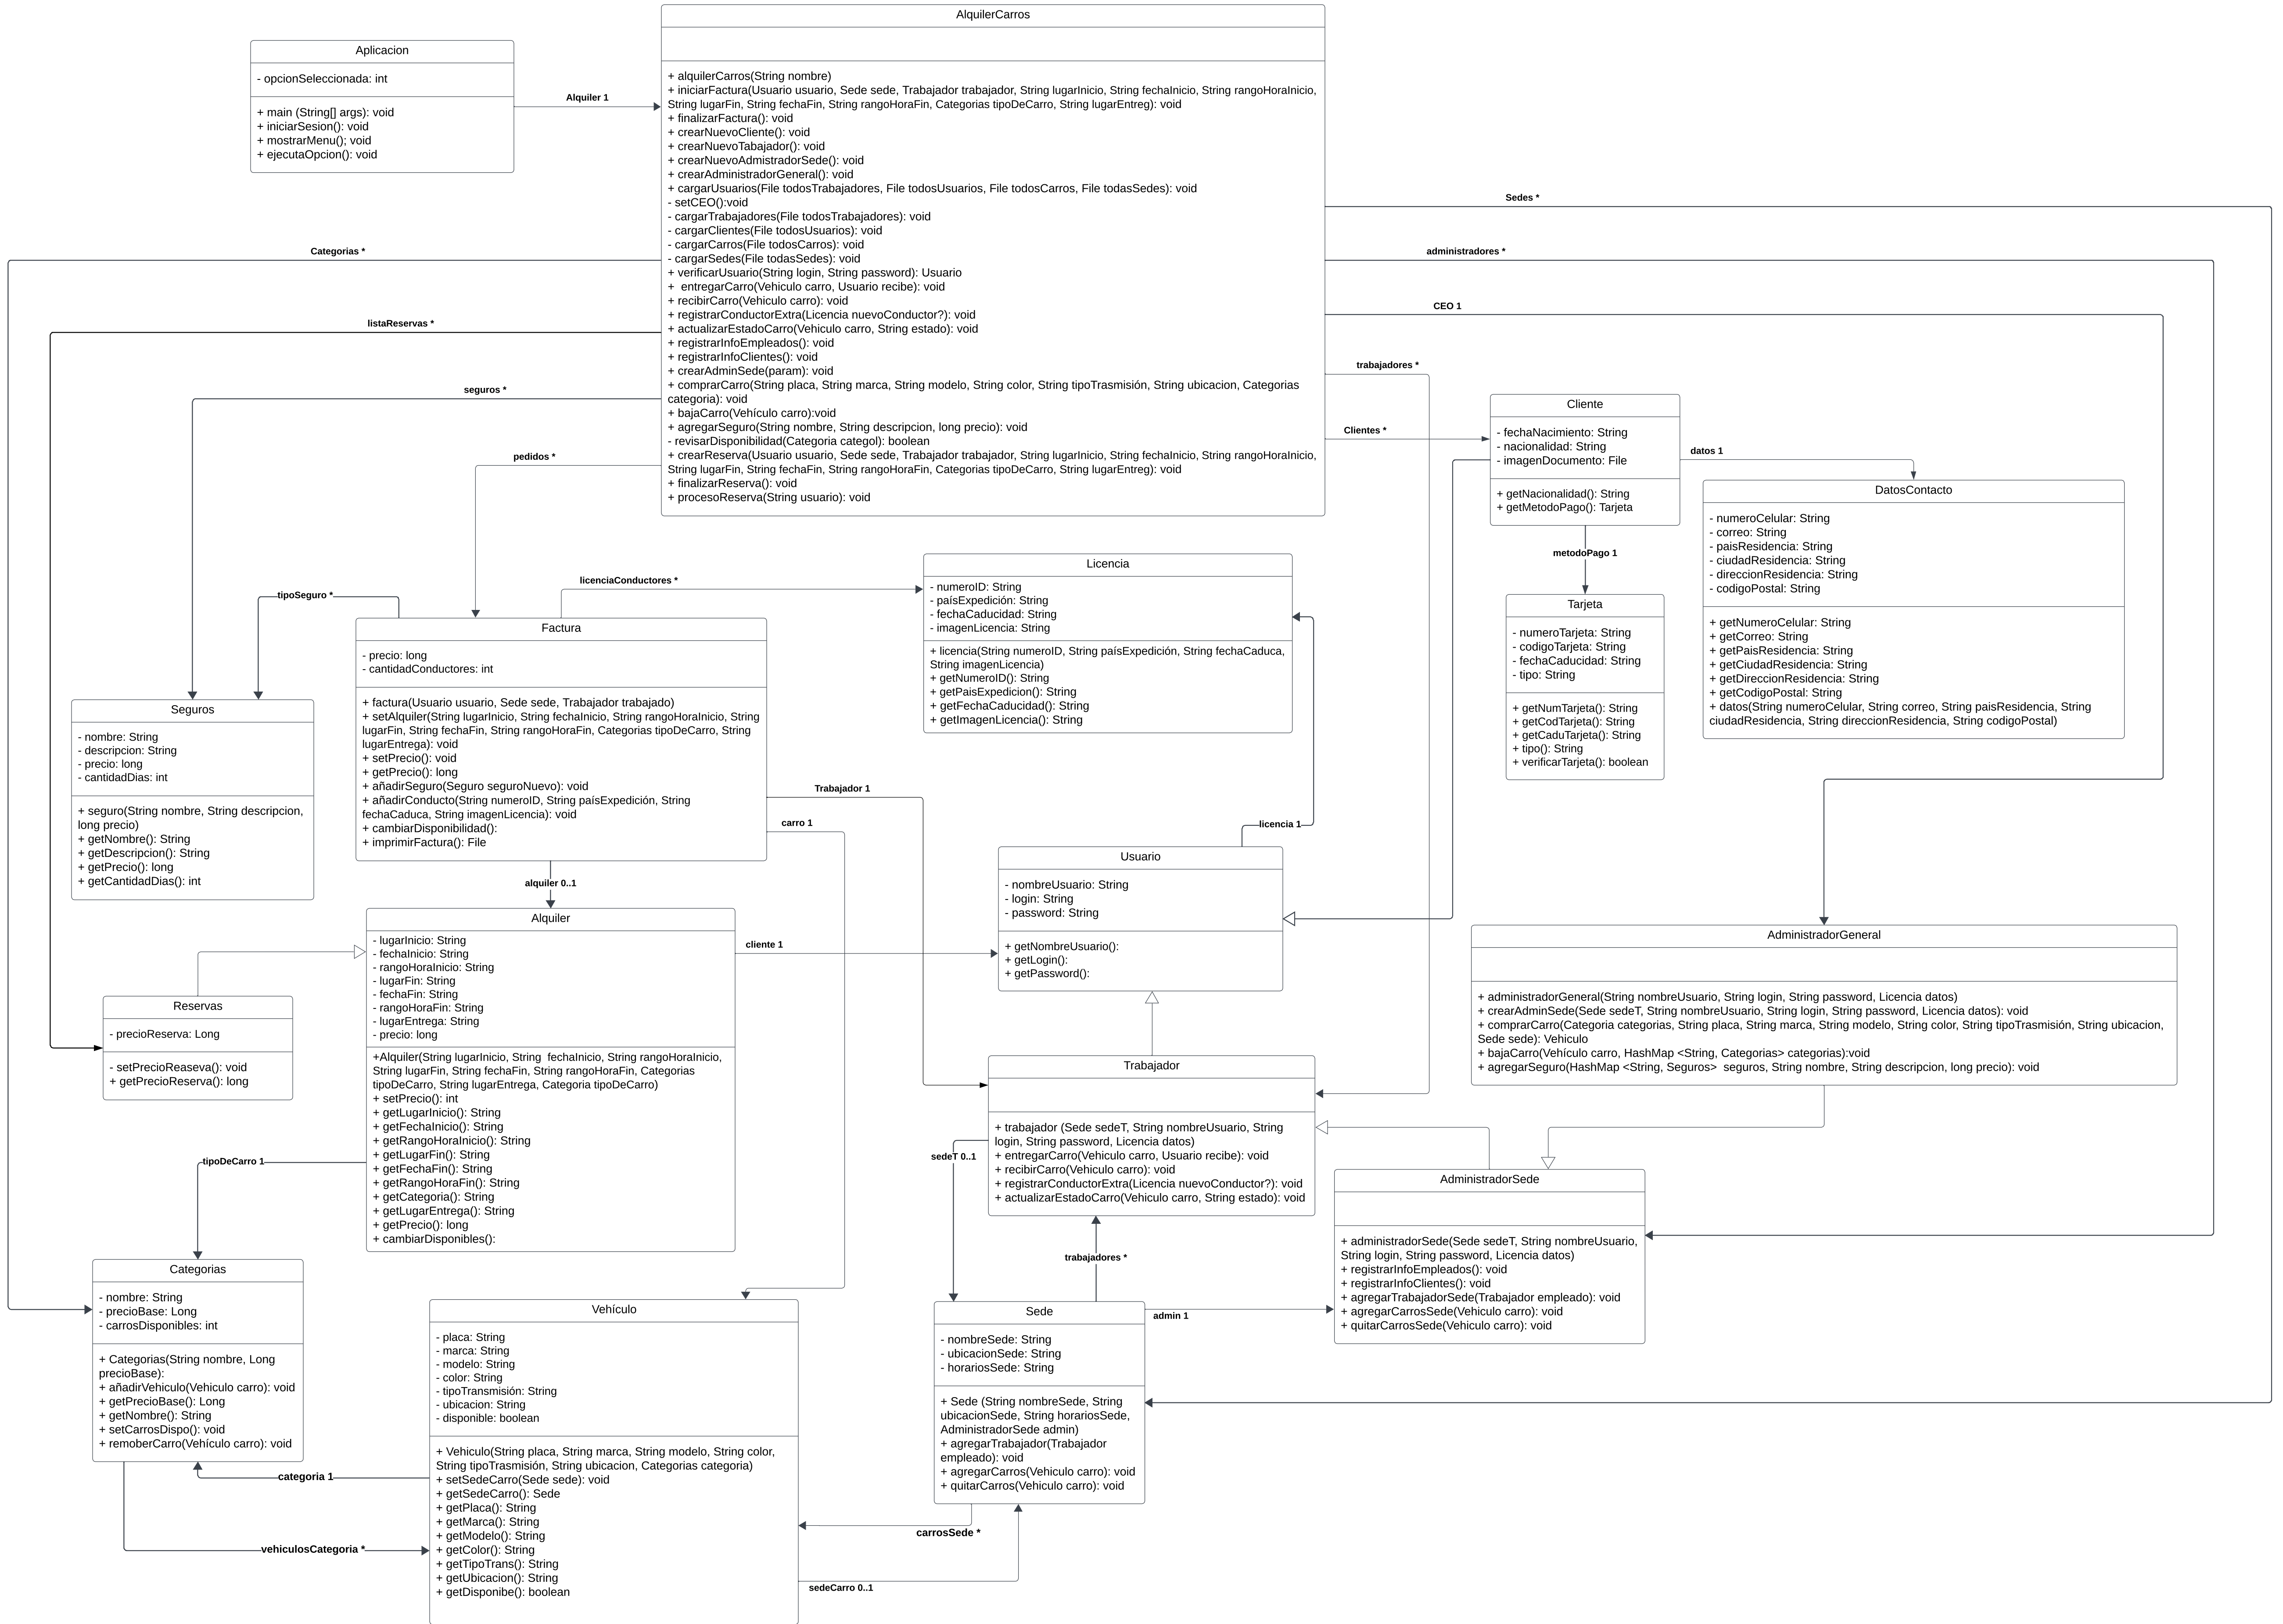 AlquilerCarros
+ alquilerCarros(String nombre)
+ iniciarFactura(Usuario usuario, Sede sede, Trabajador trabajador, String lugarInicio, String fechaInicio, String rangoHoraInicio,
String lugarFin, String fechaFin, String rangoHoraFin, Categorias tipoDeCarro, String lugarEntreg): void
+ finalizarFactura(): void
+ crearNuevoCliente(): void
+ crearNuevoTabajador(): void
+ crearNuevoAdmistradorSede(): void
+ crearAdministradorGeneral(): void
+ cargarUsuarios(File todosTrabajadores, File todosUsuarios, File todosCarros, File todasSedes): void
- setCEO():void
- cargarTrabajadores(File todosTrabajadores): void
- cargarClientes(File todosUsuarios): void
- cargarCarros(File todosCarros): void
- cargarSedes(File todasSedes): void
+ verificarUsuario(String login, String password): Usuario
+  entregarCarro(Vehiculo carro, Usuario recibe): void
+ recibirCarro(Vehiculo carro): void
+ registrarConductorExtra(Licencia nuevoConductor?): void
+ actualizarEstadoCarro(Vehiculo carro, String estado): void
+ registrarInfoEmpleados(): void
+ registrarInfoClientes(): void
+ crearAdminSede(param): void
+ comprarCarro(String placa, String marca, String modelo, String color, String tipoTrasmisión, String ubicacion, Categorias
categoria): void
+ bajaCarro(Vehículo carro):void
+ agregarSeguro(String nombre, String descripcion, long precio): void
- revisarDisponibilidad(Categoria categoI): boolean
+ crearReserva(Usuario usuario, Sede sede, Trabajador trabajador, String lugarInicio, String fechaInicio, String rangoHoraInicio,
String lugarFin, String fechaFin, String rangoHoraFin, Categorias tipoDeCarro, String lugarEntreg): void
+ finalizarReserva(): void
+ procesoReserva(String usuario): void
Aplicacion
- opcionSeleccionada: int
+ main (String[] args): void
+ iniciarSesion(): void
+ mostrarMenu(); void
+ ejecutaOpcion(): void
Alquiler 1
Sedes *
Categorias *
administradores *
CEO 1
listaReservas *
trabajadores *
seguros *
Clientes *
pedidos *
Cliente
- fechaNacimiento: String
- nacionalidad: String
- imagenDocumento: File
+ getNacionalidad(): String
+ getMetodoPago(): Tarjeta
datos 1
metodoPago 1
DatosContacto
- numeroCelular: String
- correo: String
- paisResidencia: String
- ciudadResidencia: String
- direccionResidencia: String
- codigoPostal: String
+ getNumeroCelular: String
+ getCorreo: String
+ getPaisResidencia: String
+ getCiudadResidencia: String
+ getDireccionResidencia: String
+ getCodigoPostal: String
+ datos(String numeroCelular, String correo, String paisResidencia, String
ciudadResidencia, String direccionResidencia, String codigoPostal)
Tarjeta
- numeroTarjeta: String
- codigoTarjeta: String
- fechaCaducidad: String
- tipo: String
+ getNumTarjeta(): String
+ getCodTarjeta(): String
+ getCaduTarjeta(): String
+ tipo(): String
+ verificarTarjeta(): boolean
Licencia
- numeroID: String
- paísExpedición: String
- fechaCaducidad: String
- imagenLicencia: String
+ licencia(String numeroID, String paísExpedición, String fechaCaduca,
String imagenLicencia)
+ getNumeroID(): String
+ getPaisExpedicion(): String
+ getFechaCaducidad(): String
+ getImagenLicencia(): String
licenciaConductores *
tipoSeguro *
Factura
- precio: long
- cantidadConductores: int
+ factura(Usuario usuario, Sede sede, Trabajador trabajado)
+ setAlquiler(String lugarInicio, String fechaInicio, String rangoHoraInicio, String
lugarFin, String fechaFin, String rangoHoraFin, Categorias tipoDeCarro, String
lugarEntrega): void
+ setPrecio(): void
+ getPrecio(): long
+ añadirSeguro(Seguro seguroNuevo): void
+ añadirConducto(String numeroID, String paísExpedición, String
fechaCaduca, String imagenLicencia): void
+ cambiarDisponibilidad():
+ imprimirFactura(): File
Seguros
- nombre: String
- descripcion: String
- precio: long
- cantidadDias: int
+ seguro(String nombre, String descripcion,
long precio)
+ getNombre(): String
+ getDescripcion(): String
+ getPrecio(): long
+ getCantidadDias(): int
Trabajador 1
carro 1
licencia 1
alquiler 0..1
Usuario
- nombreUsuario: String
- login: String
- password: String
+ getNombreUsuario():
+ getLogin():
+ getPassword():
cliente 1
Alquiler
- lugarInicio: String
- fechaInicio: String
- rangoHoraInicio: String
- lugarFin: String
- fechaFin: String
- rangoHoraFin: String
- lugarEntrega: String
- precio: long
+Alquiler(String lugarInicio, String  fechaInicio, String rangoHoraInicio,
String lugarFin, String fechaFin, String rangoHoraFin, Categorias
tipoDeCarro, String lugarEntrega, Categoria tipoDeCarro)
+ setPrecio(): int
+ getLugarInicio(): String
+ getFechaInicio(): String
+ getRangoHoraInicio(): String
+ getLugarFin(): String
+ getFechaFin(): String
+ getRangoHoraFin(): String
+ getCategoria(): String
+ getLugarEntrega(): String
+ getPrecio(): long
+ cambiarDisponibles():
Reservas
- precioReserva: Long
- setPrecioReaseva(): void
+ getPrecioReserva(): long
AdministradorGeneral
+ administradorGeneral(String nombreUsuario, String login, String password, Licencia datos)
+ crearAdminSede(Sede sedeT, String nombreUsuario, String login, String password, Licencia datos): void
+ comprarCarro(Categoria categorias, String placa, String marca, String modelo, String color, String tipoTrasmisión, String ubicacion,
Sede sede): Vehiculo
+ bajaCarro(Vehículo carro, HashMap <String, Categorias> categorias):void
+ agregarSeguro(HashMap <String, Seguros>  seguros, String nombre, String descripcion, long precio): void
Trabajador
+ trabajador (Sede sedeT, String nombreUsuario, String
login, String password, Licencia datos)
+ entregarCarro(Vehiculo carro, Usuario recibe): void
+ recibirCarro(Vehiculo carro): void
+ registrarConductorExtra(Licencia nuevoConductor?): void
+ actualizarEstadoCarro(Vehiculo carro, String estado): void
sedeT 0..1
tipoDeCarro 1
AdministradorSede
+ administradorSede(Sede sedeT, String nombreUsuario,
String login, String password, Licencia datos)
+ registrarInfoEmpleados(): void
+ registrarInfoClientes(): void
+ agregarTrabajadorSede(Trabajador empleado): void
+ agregarCarrosSede(Vehiculo carro): void
+ quitarCarrosSede(Vehiculo carro): void
trabajadores *
admin 1
Categorias
- nombre: String
- precioBase: Long
- carrosDisponibles: int
+ Categorias(String nombre, Long
precioBase):
+ añadirVehiculo(Vehiculo carro): void
+ getPrecioBase(): Long
+ getNombre(): String
+ setCarrosDispo(): void
+ remoberCarro(Vehículo carro): void
Vehículo
- placa: String
- marca: String
- modelo: String
- color: String
- tipoTransmisión: String
- ubicacion: String
- disponible: boolean
+ Vehiculo(String placa, String marca, String modelo, String color,
String tipoTrasmisión, String ubicacion, Categorias categoria)
+ setSedeCarro(Sede sede): void
+ getSedeCarro(): Sede
+ getPlaca(): String
+ getMarca(): String
+ getModelo(): String
+ getColor(): String
+ getTipoTrans(): String
+ getUbicacion(): String
+ getDisponibe(): boolean
Sede
- nombreSede: String
- ubicacionSede: String
- horariosSede: String
+ Sede (String nombreSede, String
ubicacionSede, String horariosSede,
AdministradorSede admin)
+ agregarTrabajador(Trabajador
empleado): void
+ agregarCarros(Vehiculo carro): void
+ quitarCarros(Vehiculo carro): void
categoria 1
vehiculosCategoria *
carrosSede *
sedeCarro 0..1